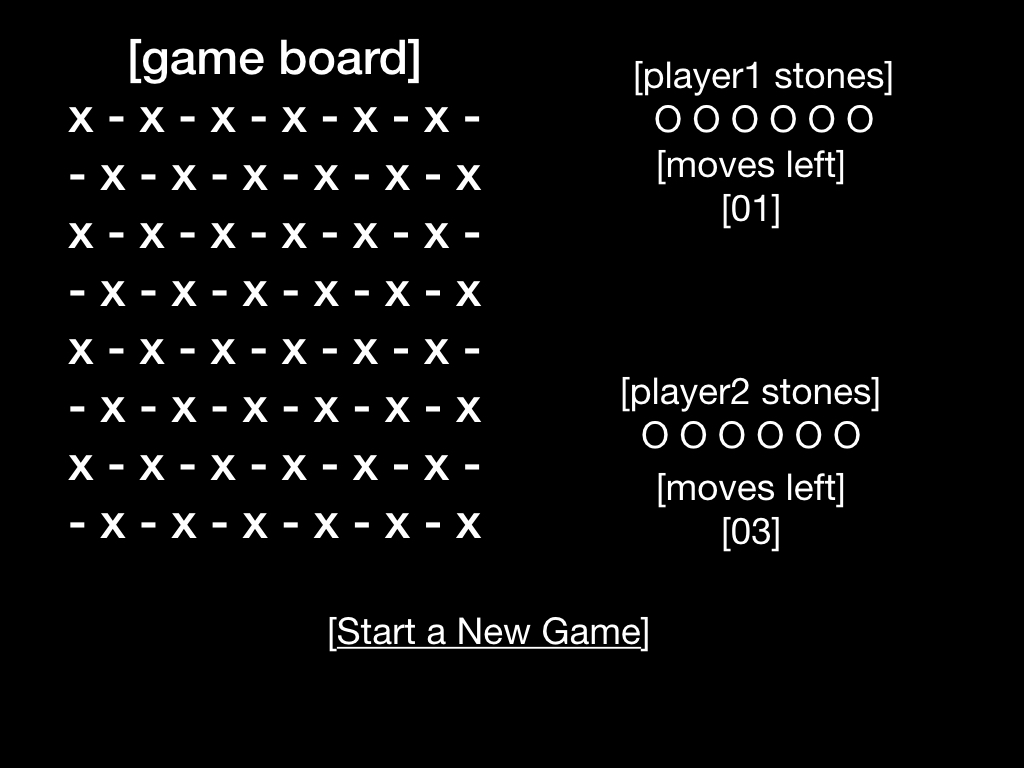 [game board]
x - x - x - x - x - x -
- x - x - x - x - x - x
x - x - x - x - x - x -
- x - x - x - x - x - x
x - x - x - x - x - x -
- x - x - x - x - x - x
x - x - x - x - x - x -
- x - x - x - x - x - x
[player1 stones]
O O O O O O
[moves left]
[01]
[player2 stones]
O O O O O O
[moves left]
[03]
[Start a New Game]